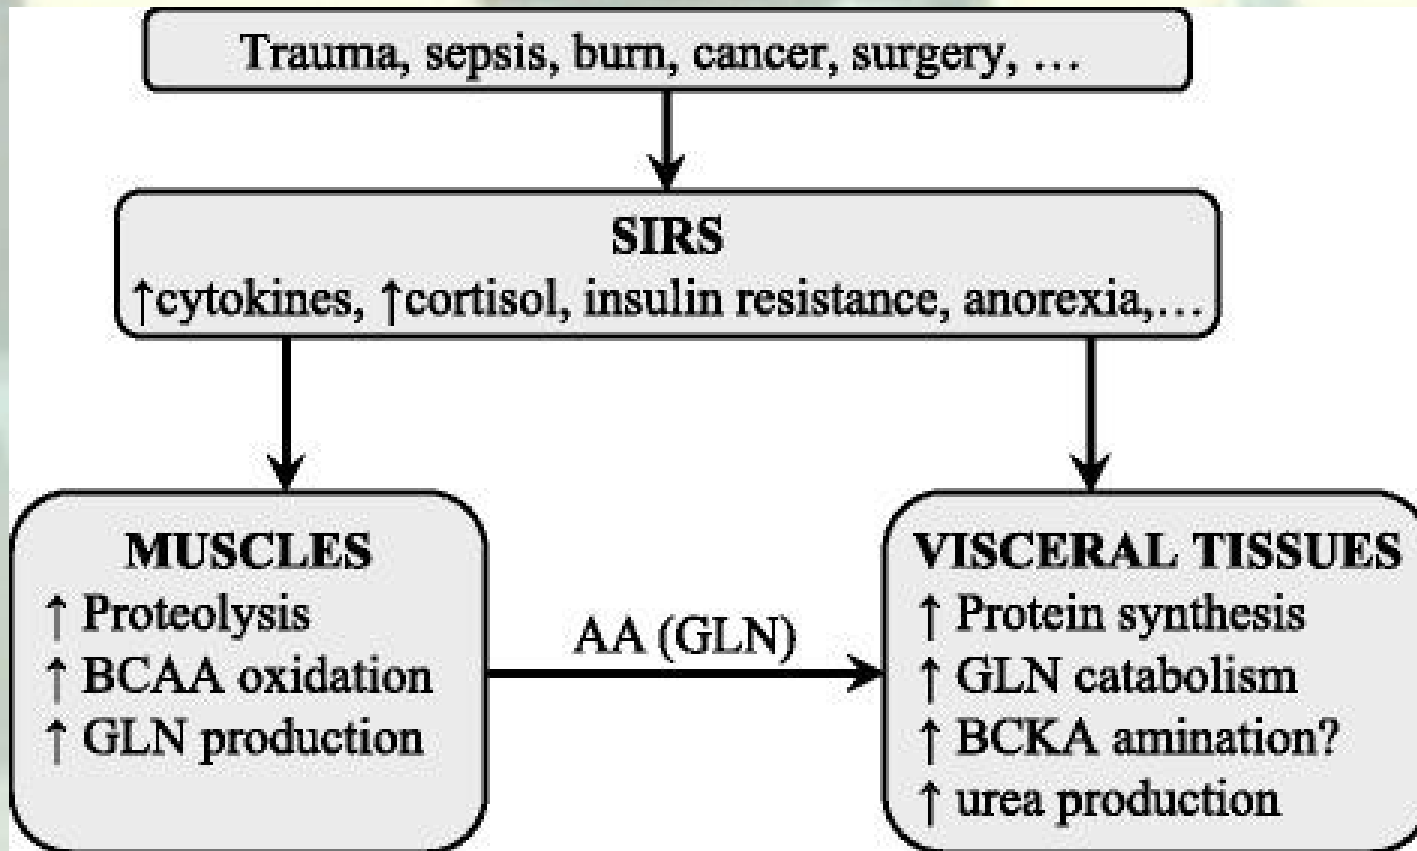 Trauma, sepsis, burn, cancer, surgery, …
SIRS
↑cytokines, ↑cortisol, insulin resistance, anorexia,…
MUSCLES
↑ Proteolysis
↑ BCAA oxidation
↑ GLN production
AA (GLN)
VISCERAL TISSUES
↑ Protein synthesis
↑ GLN catabolism
↑ BCKA amination?
↑ urea production